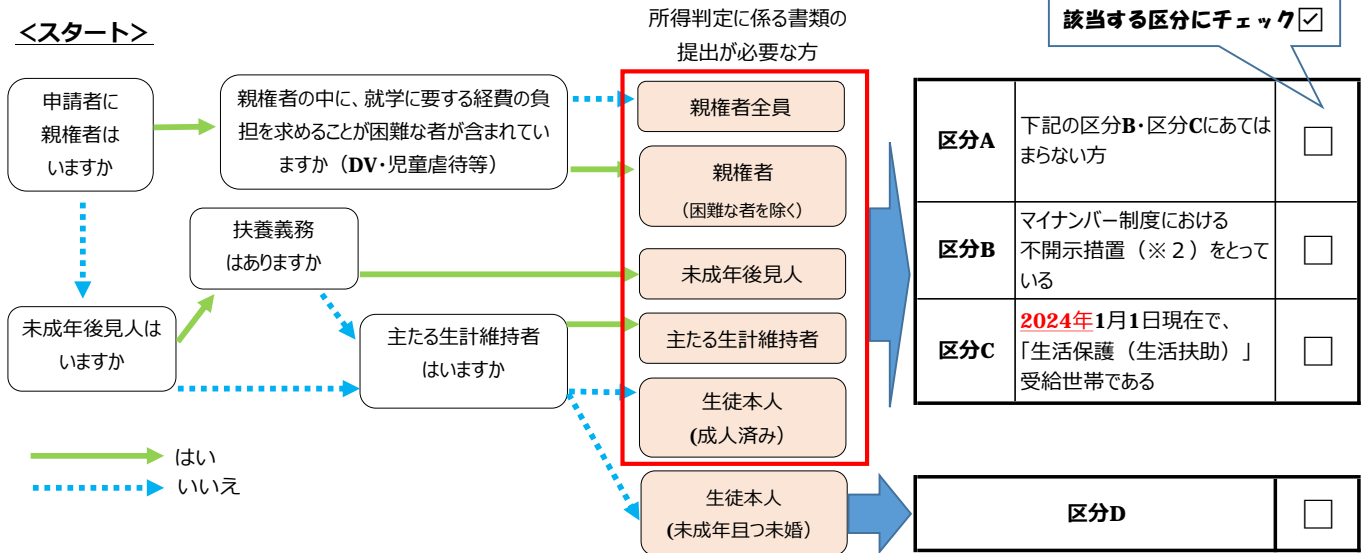 <スタート>
所得判定に係る書類の
提出が必要な方
該当する区分にチェック☑
申請者に
親権者は
いますか
親権者の中に、就学に要する経費の負
担を求めることが困難な者が含まれてい
ますか（DV・児童虐待等）
親権者全員
親権者
（困難な者を除く）
扶養義務
はありますか
未成年後見人
未成年後見人は
いますか
主たる生計維持者
はいますか
主たる生計維持者
生徒本人
(成人済み）
生徒本人
(未成年且つ未婚）
はい
いいえ
区分A
下記の区分B・区分Cにあては
まらない方
□
区分B
マイナンバー制度における
不開示措置（※２）をとって
いる
□
区分C
2024年1月1日現在で、
「生活保護（生活扶助）」
受給世帯である
□
区分D
□